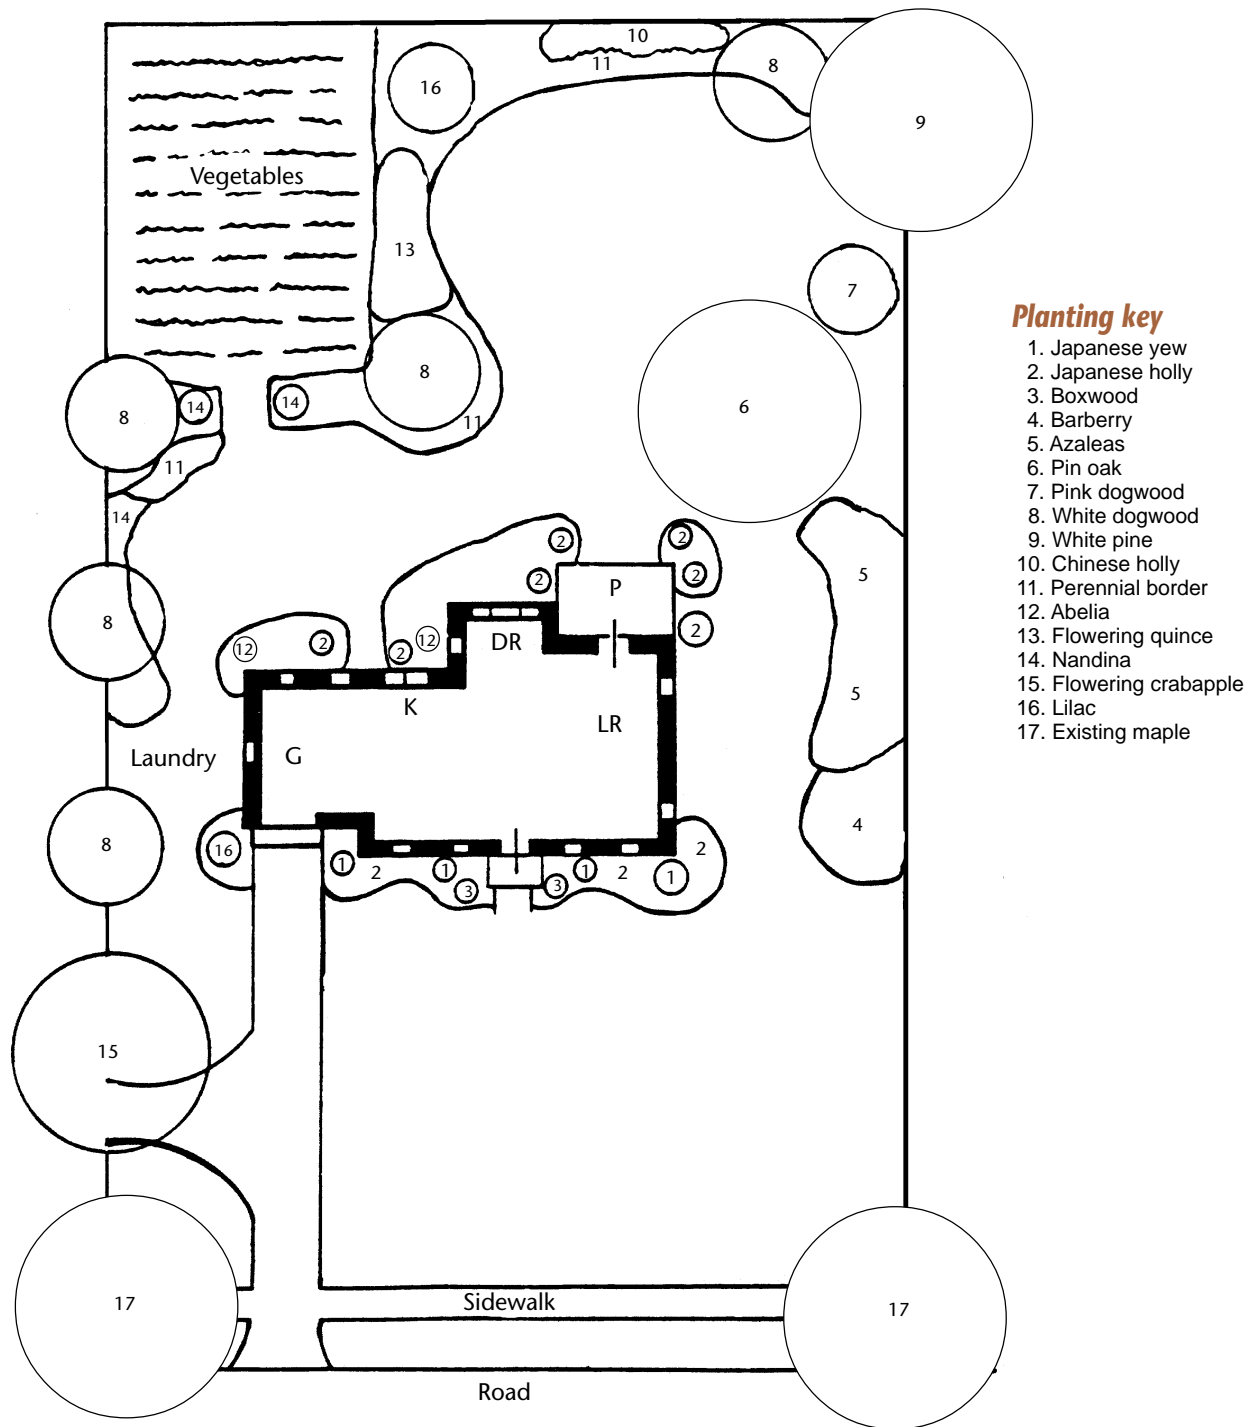 10
11
8
16
9
Vegetables
13
7
8
6
8
14
14
11
11
14
5
2
2
P
2
2
8
2
12
2
12
2
DR
5
K
LR
Laundry
G
4
8
16
1
2
1
3
3
1
2
1
2
15
17
Sidewalk
17
Road
Planting key
1. Japanese yew
2. Japanese holly
3. Boxwood
4. Barberry
5. Azaleas
6. Pin oak
7. Pink dogwood
8. White dogwood
9. White pine
10. Chinese holly
11. Perennial border
12. Abelia
13. Flowering quince
14. Nandina
15. Flowering crabapple
16. Lilac
17. Existing maple